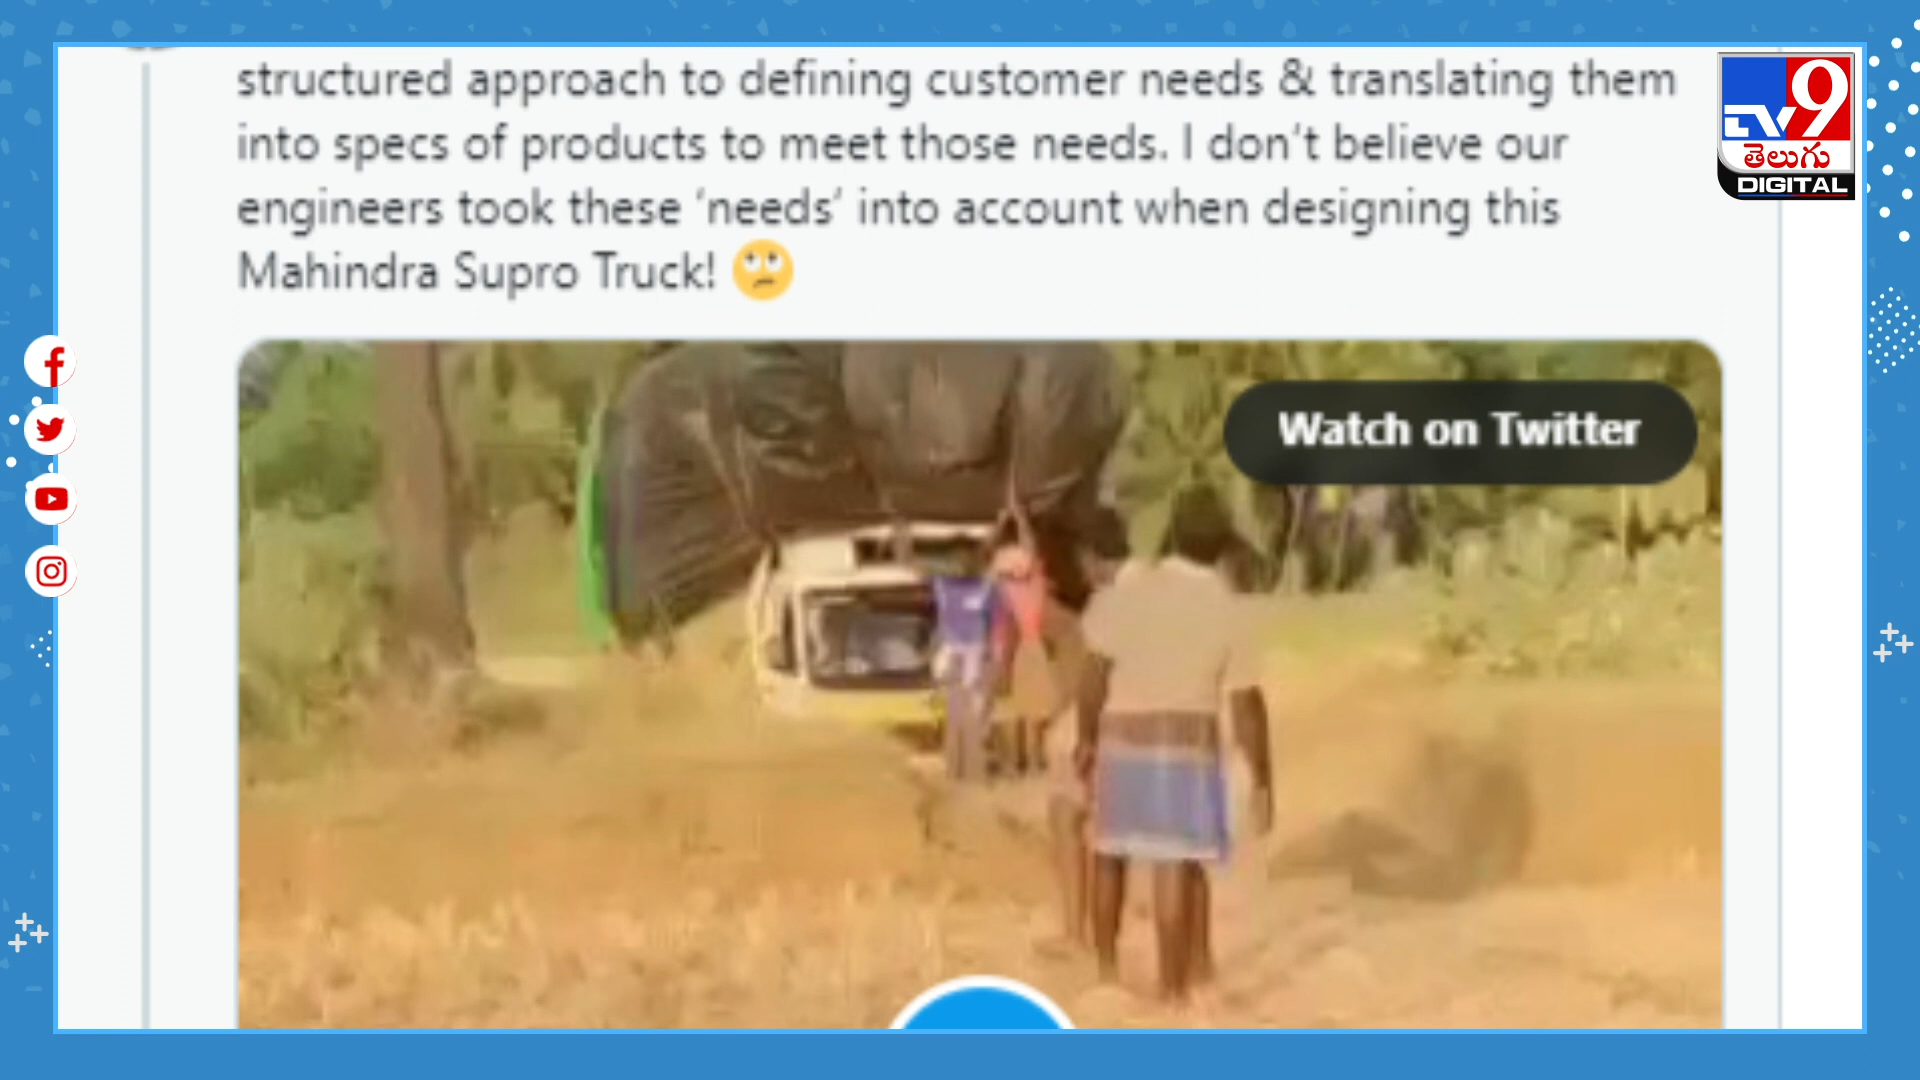 structured approach to defining customer needs & translating them
into specs of products to meet those needs. I don't believe our
engineers took these ‘needs’ into account when designing this
Mahindra Supro Truck! 🙄
Watch on Twitter
TV9
తెలుగు
DIGITAL